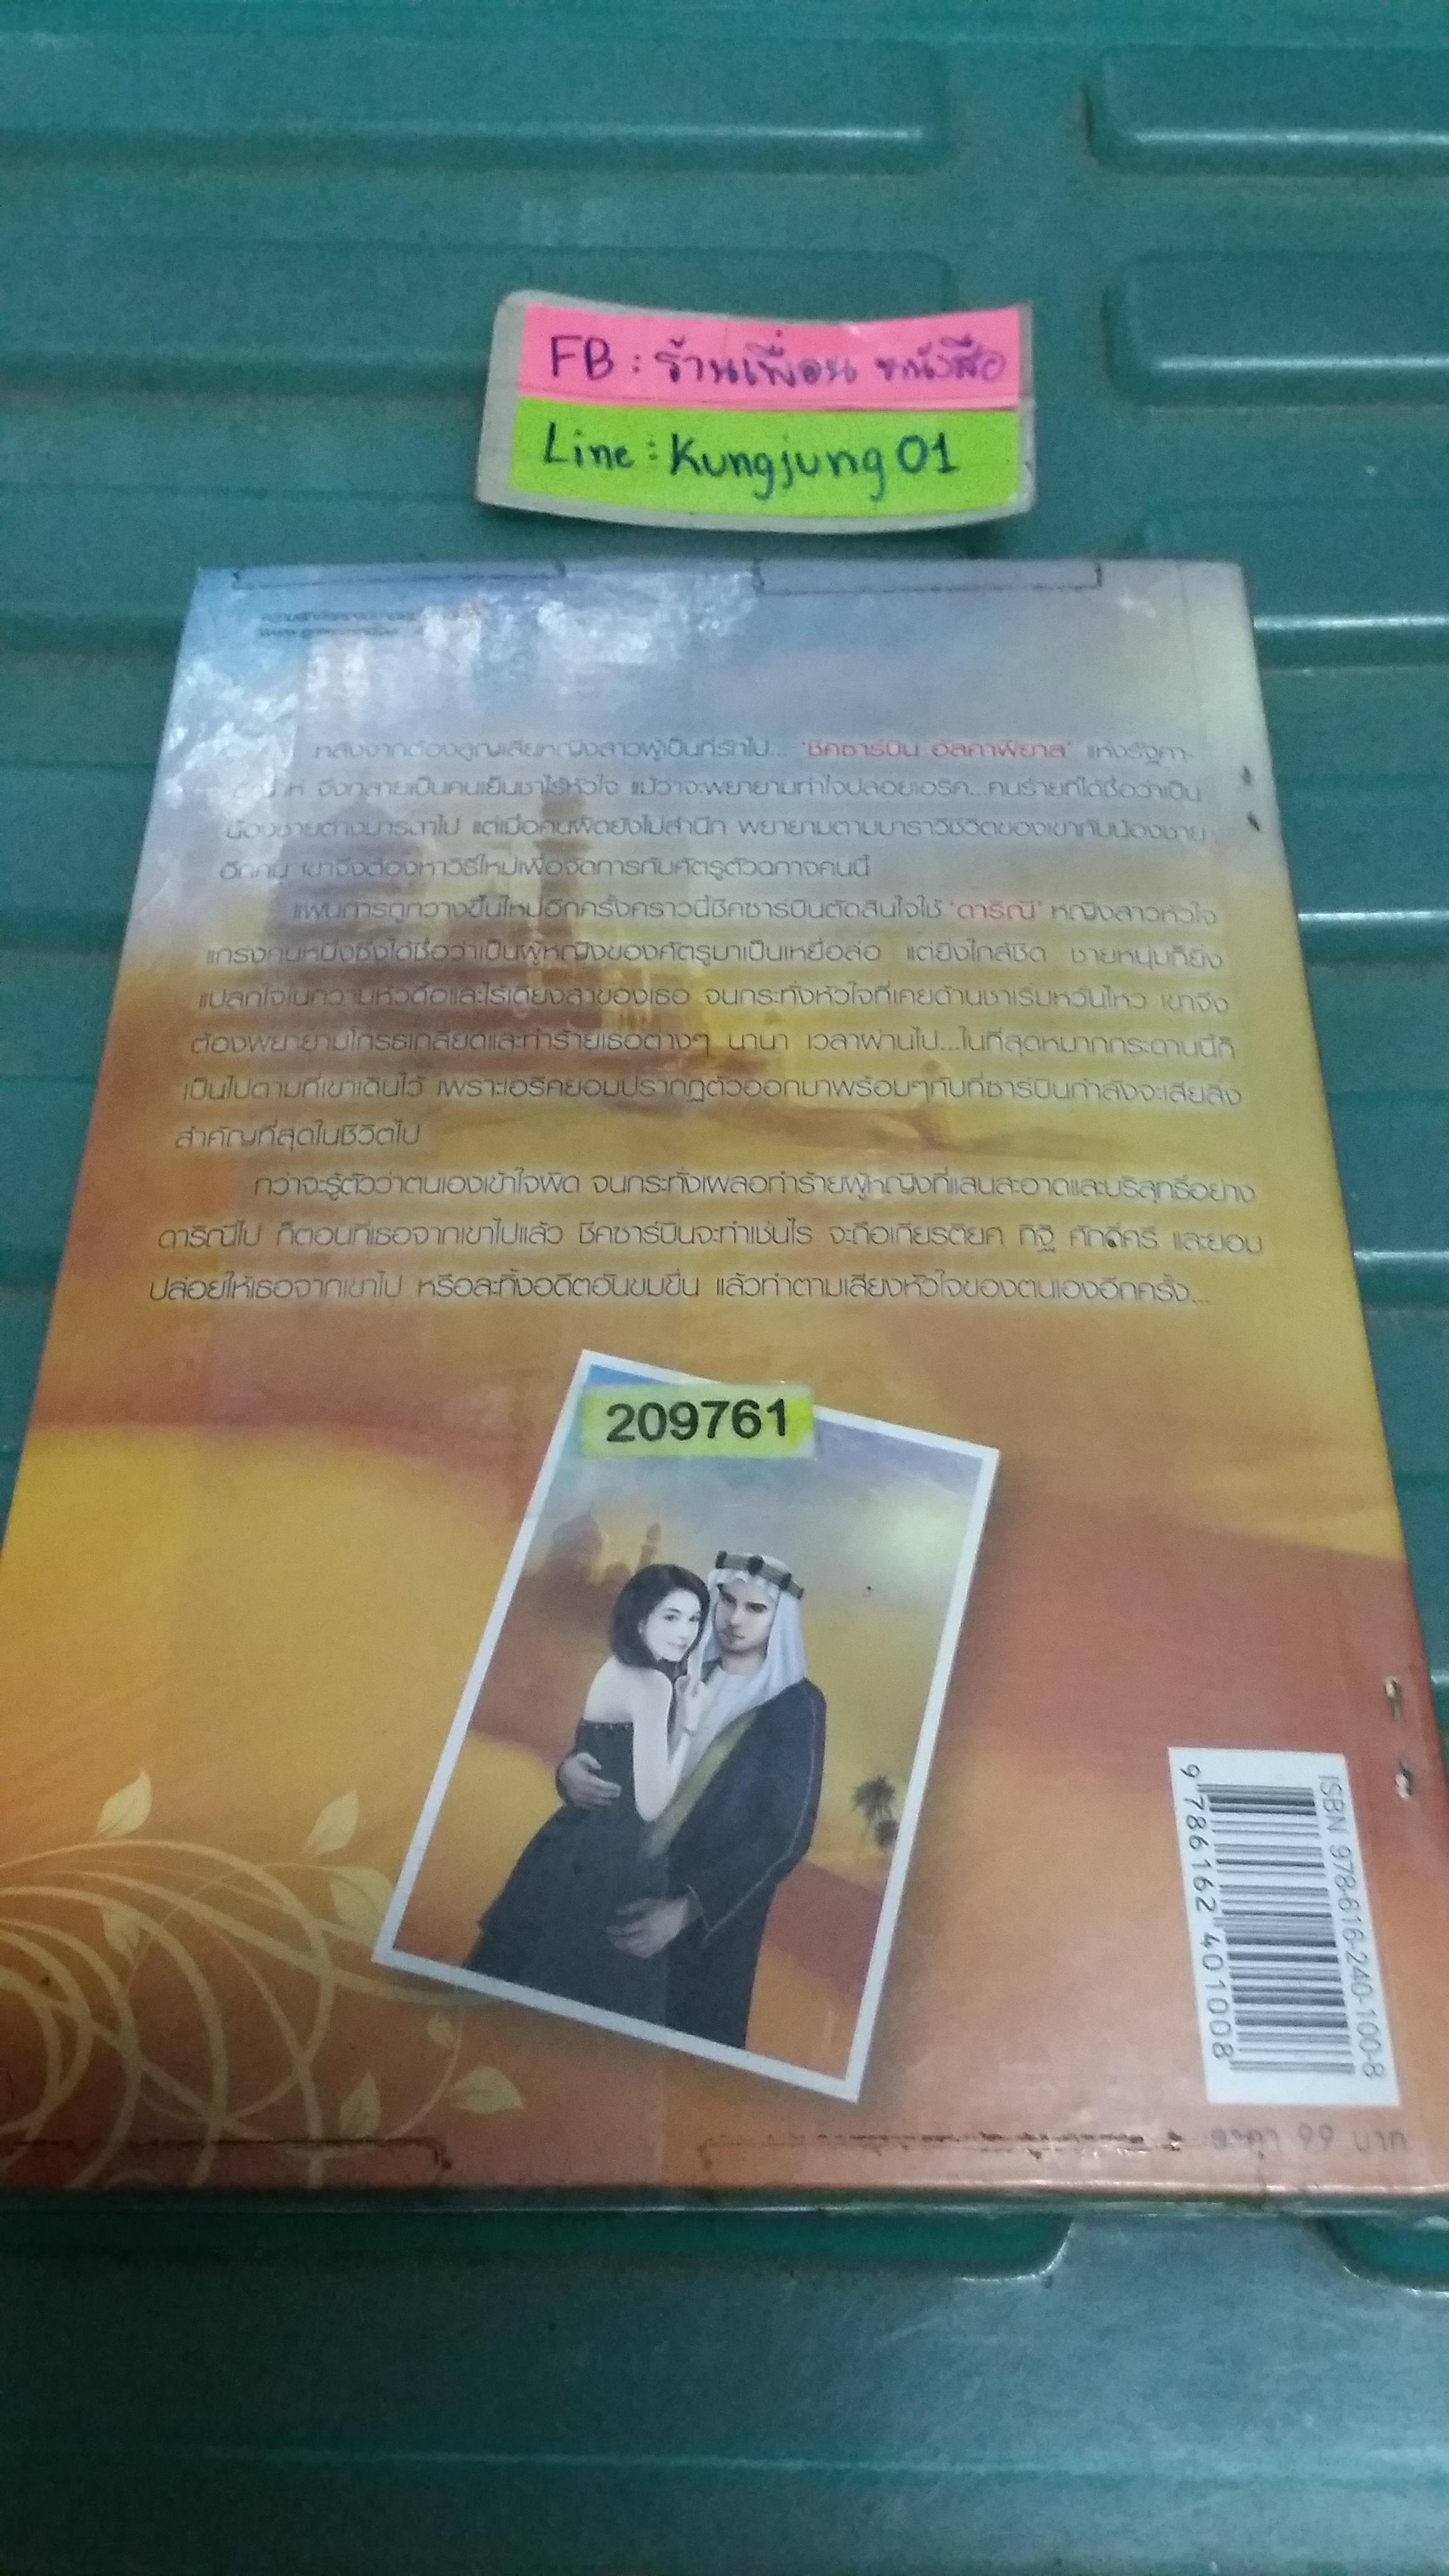 FB : ร้านเพื่อน หนังสือ
Line : Kungjung 01
หลังจากต้องสูญเสียหญิงสาวผู้เป็นที่รักไป... 'ชีคซาร์บิน อัลคาฟิยาส' แห่งรัฐคา-
จึงกลายเป็นคนเย็นชาไร้หัวใจ แม้ว่าจะพยายามทำใจปล่อยเอริค...คนร้ายที่ได้ชื่อว่าเป็น
น้องชายต่างมารดาไป แต่เมื่อคนผิดยังไม่สำนึก พยายามตามมาราวีชีวิตของเขากับน้องชาย
อีกคน เขาจึงต้องหาวิธีใหม่เพื่อจัดการกับศัตรูตัวฉกาจคนนี้
แผนการถูกวางขึ้นใหม่อีกครั้งคราวนี้ชีคซาร์บินตัดสินใจใช้ 'ดาริณี' หญิงสาวหัวใจ
แกร่งคนหนึ่งซึ่งได้ชื่อว่าเป็นผู้หญิงของศัตรูมาเป็นเหยื่อล่อ แต่ยิ่งใกล้ชิด ชายหนุ่มก็ยิ่ง
แปลกใจในความหัวดื้อและไร้เดียงสาของเธอ จนกระทั่งหัวใจที่เคยด้านชาเริ่มหวั่นไหว เขาจึง
ต้องพยายามโกรธเกลียดและทำร้ายเธอต่างๆ นานา เวลาผ่านไป...ในที่สุดหมากกระดานนี้ก็
เป็นไปตามที่เขาเดินไว้ เพราะเอริคยอมปรากฏตัวออกมาพร้อมๆกับที่ซาร์บินกำลังจะเสียสิ่ง
สำคัญที่สุดในชีวิตไป
กว่าจะรู้ตัวว่าตนเองเข้าใจผิด จนกระทั่งเผลอทำร้ายผู้หญิงที่แสนสะอาดและบริสุทธิ์อย่าง
ดาริณีไป ก็ตอนที่เธอจากเขาไปแล้ว ชีคซาร์บินจะทำเช่นไร จะถือเกียรติยศ ทิฐิ ศักดิ์ศรี และยอม
ปล่อยให้เธอจากเขาไป หรือละทิ้งอดีตอันขมขื่น แล้วทำตามเสียงหัวใจของตนเองอีกครั้ง...
209761
ISBN 978-616-240-100-8
9 786162 401008
ราคา 99 บาท